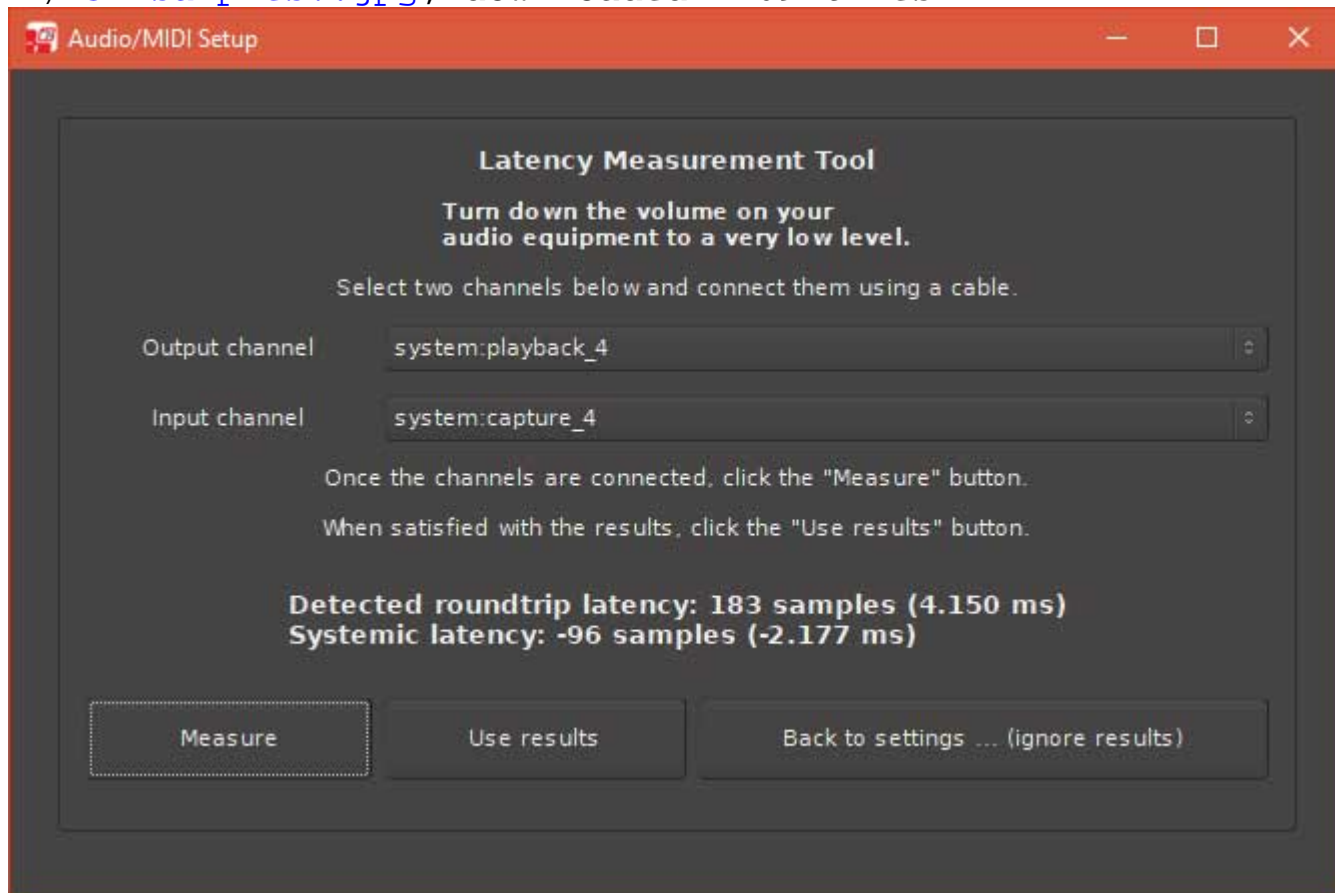 Audio/MIDI Setup
Latency Measurement Tool
Turn down the volume on your
audio equipment to a very low level.
Select two channels below and connect them using a cable.
Output channel system:playback_4
Input channel system:capture_4
Once the channels are connected, click the "Measure" button.
When satisfied with the results, click the "Use results" button.
Detected roundtrip latency: 183 samples (4.150 ms)
Systemic latency: -96 samples (-2.177 ms)
Measure Use results Back to settings ... (ignore results)